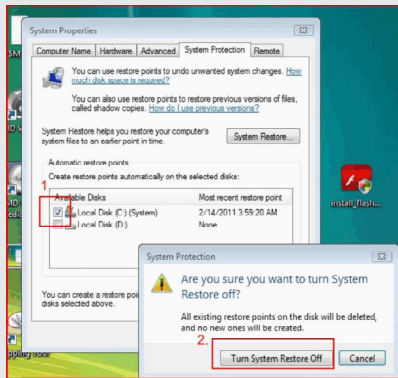 System Properties
Computer Name
Hardware
Advanced
System Protection
Remote
You can use restore points to undo unwanted system changes. How
much disk space is required?
You can also use restore points to restore previous versions of files,
called shadow copies. How do I use previous versions?
System Restore helps you restore your computer's
system files to an earlier point in time.
System Restore...
Automatic restore points
Create restore points automatically on the selected disks:
1
Available Disks
Most recent restore point
Local Disk (C:) (System)
2/14/2011 3:59:20 AM
Local Disk (D:)
None
You can create a restore poi
disks selected above.
install_flash...
System Protection
Are you sure you want to turn System
Restore off?
All existing restore points on the disk will be deleted,
and no new ones will be created.
2.
Turn System Restore Off
Cancel